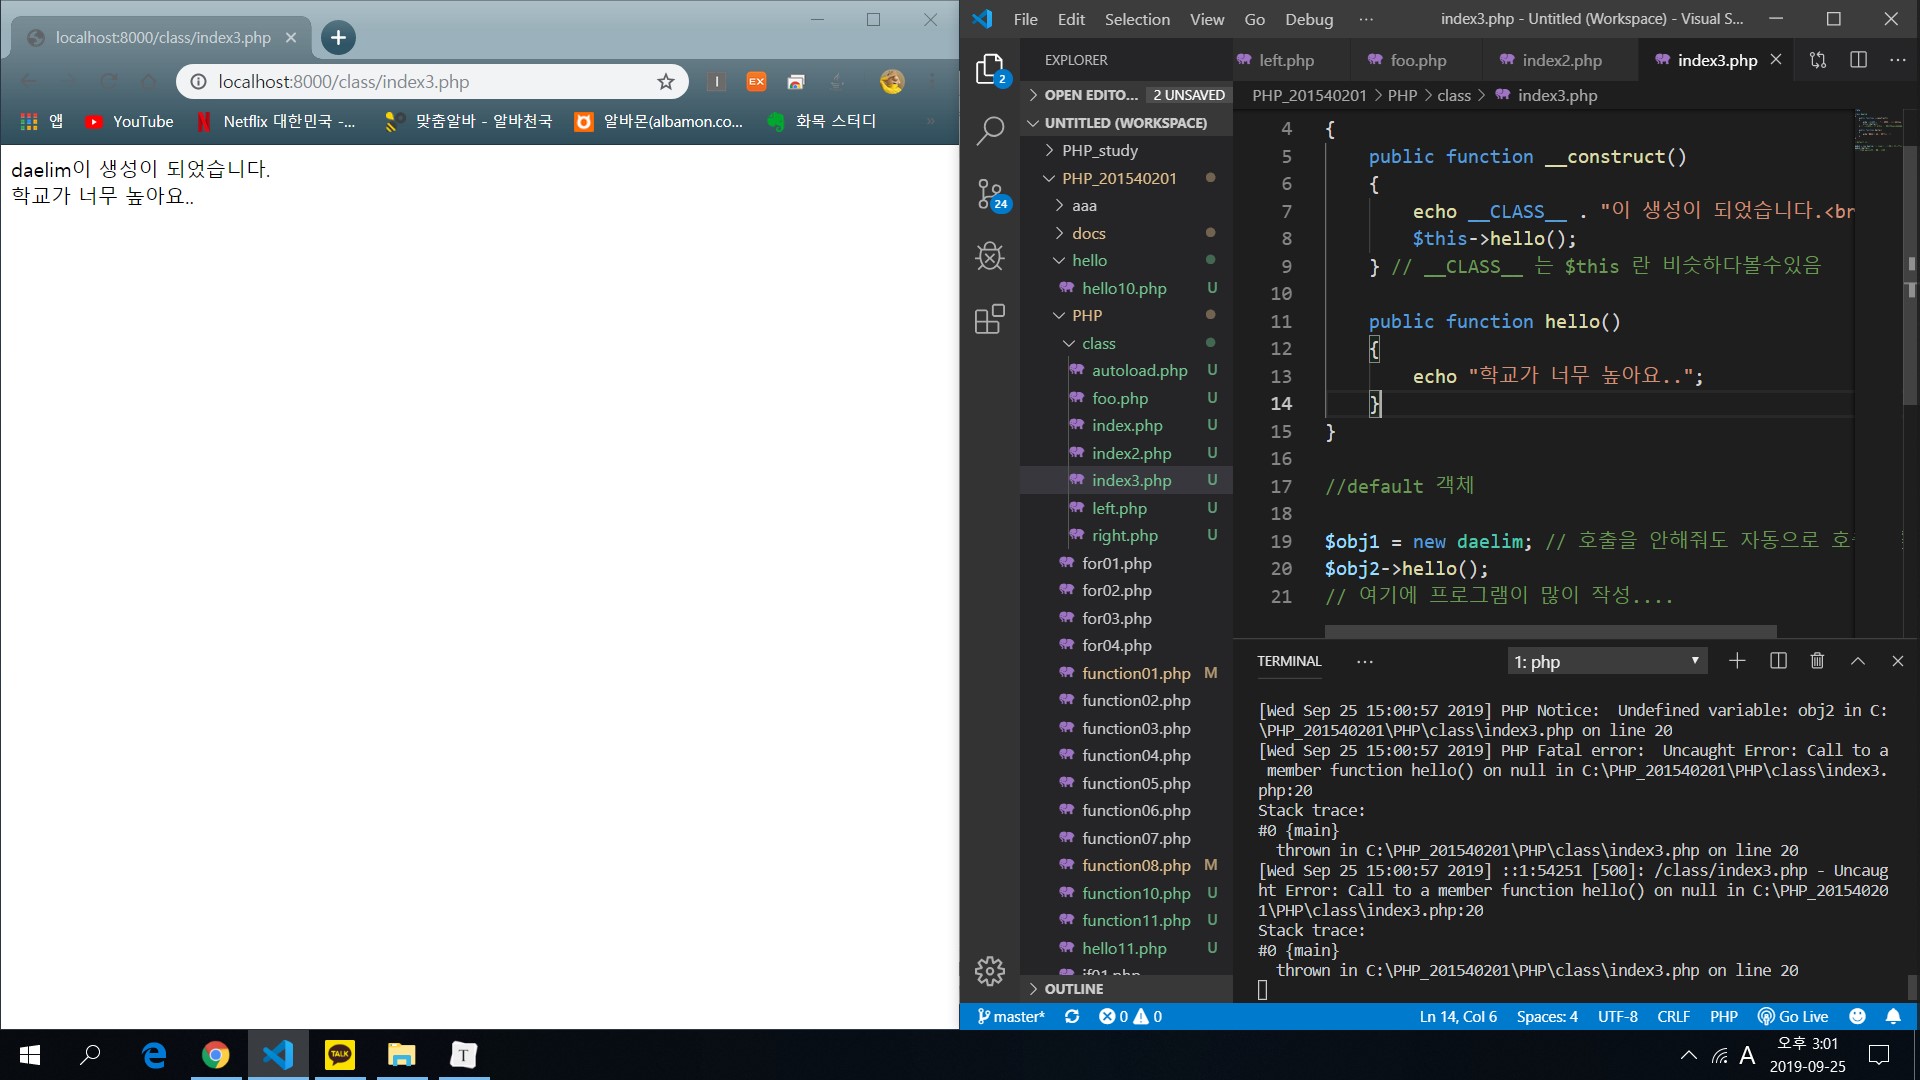 localhost:8000/class/index3.php
localhost:8000/class/index3.php
EX
앱
YouTube
Netflix 대한민국 -...
맞춤알바 - 알바천국
알바몬(albamon.co...
화목 스터디
daelim이 생성이 되었습니다.
학교가 너무 높아요..
File Edit Selection View Go Debug ···
index3.php - Untitled (Workspace) - Visual S...
2
24
EXPLORER
OPEN EDITO... 2 UNSAVED
UNTITLED (WORKSPACE)
PHP_study
PHP_201540201
aaa
docs
hello
hello10.php U
PHP
class
autoload.php U
foo.php U
index.php U
index2.php U
index3.php U
left.php U
right.php U
for01.php
for02.php
for03.php
for04.php
function01.php M
function02.php
function03.php
function04.php
function05.php
function06.php
function07.php
function08.php M
function10.php U
function11.php U
hello11.php U
if01.php
OUTLINE
left.php foo.php index2.php index3.php
PHP_201540201 > PHP > class > index3.php
4 {
5 public function __construct()
6 {
7 echo __CLASS__ . "이 생성이 되었습니다.<br
8 $this->hello();
9 } // __CLASS__ 는 $this 란 비슷하다볼수있음
10
11 public function hello()
12 {
13 echo "학교가 너무 높아요..";
14 }
15 }
16
17 //default 객체
18
19 $obj1 = new daelim; // 호출을 안해줘도 자동으로
20 $obj2->hello();
21 // 여기에 프로그램이 많이 작성....
TERMINAL ··· 1: php
[Wed Sep 25 15:00:57 2019] PHP Notice:  Undefined variable: obj2 in C:
\PHP_201540201\PHP\class\index3.php on line 20
[Wed Sep 25 15:00:57 2019] PHP Fatal error:  Uncaught Error: Call to a
member function hello() on null in C:\PHP_201540201\PHP\class\index3.
php:20
Stack trace:
#0 {main}
thrown in C:\PHP_201540201\PHP\class\index3.php on line 20
[Wed Sep 25 15:00:57 2019] ::1:54251 [500]: /class/index3.php - Uncaug
ht Error: Call to a member function hello() on null in C:\PHP_20154020
1\PHP\class\index3.php:20
Stack trace:
#0 {main}
thrown in C:\PHP_201540201\PHP\class\index3.php on line 20
master* 0 0 Ln 14, Col 6 Spaces: 4 UTF-8 CRLF PHP Go Live
TALK
T
A
오후 3:01
2019-09-25